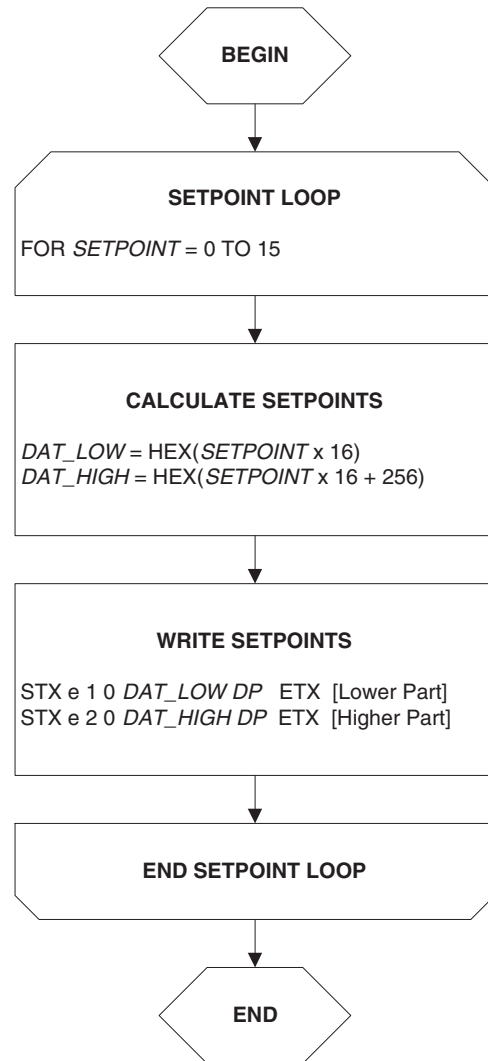 BEGIN
SETPOINT LOOP
FOR SETPOINT = 0 TO 15
CALCULATE SETPOINTS
DAT_LOW = HEX(SETPOINT x 16)
DAT_HIGH = HEX(SETPOINT x 16 + 256)
WRITE SETPOINTS
STX e 1 0 DAT_LOW DP ETX [Lower Part]
STX e 2 0 DAT_HIGH DP ETX [Higher Part]
END SETPOINT LOOP
END